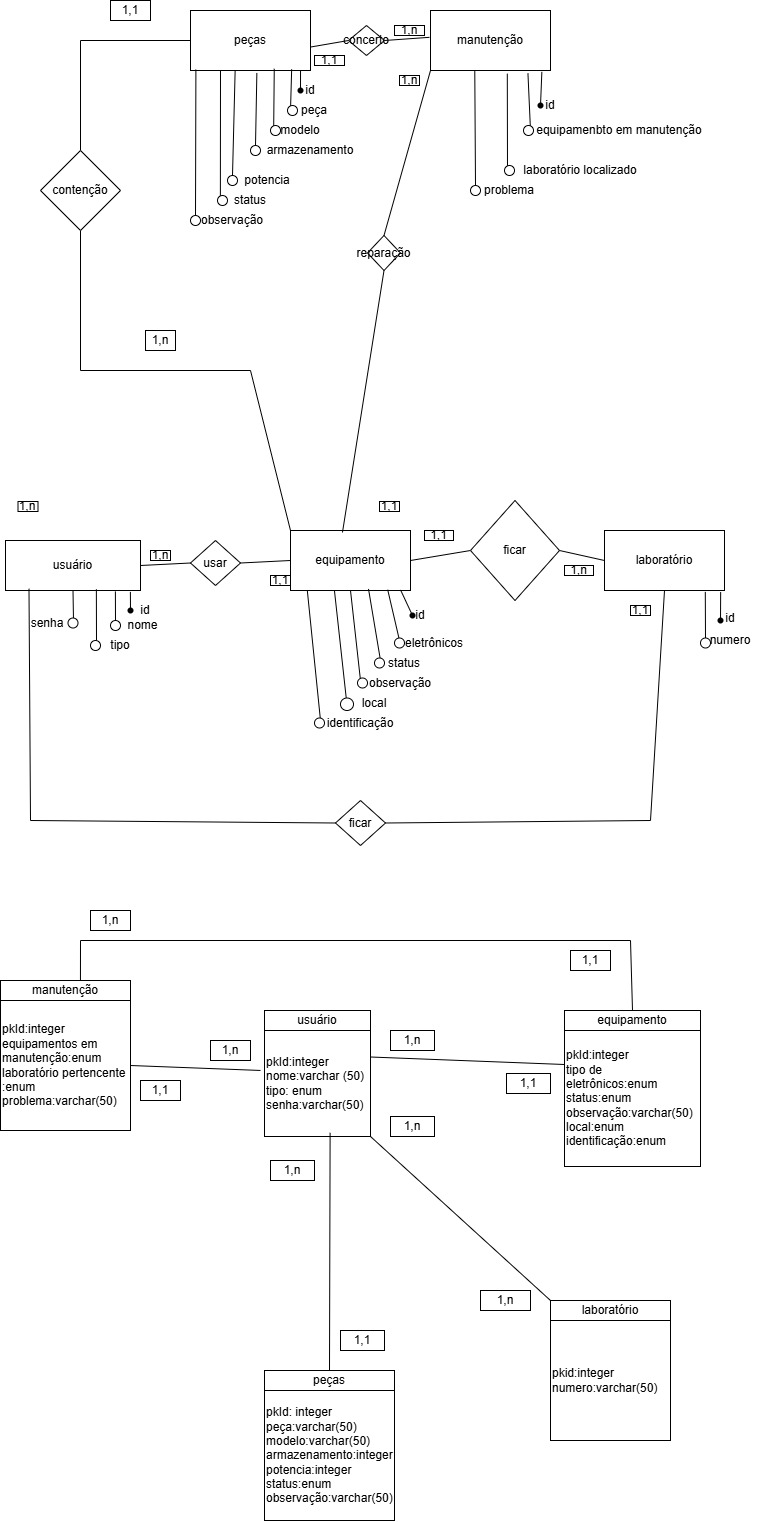 1,1
peças
concerto
1,n
manutenção
1,1
1,n
id
peça
modelo
armazenamento
potencia
status
observação
id
equipamenbto em manutenção
laboratório localizado
problema
contenção
reparação
1,n
1,n
1,1
usuário
1,n
usar
1,1
equipamento
1,1
ficar
1,n
laboratório
1,1
id
nome
senha
tipo
id
eletrônicos
status
observação
local
identificação
id
numero
ficar
1,n
1,1
manutenção
pkId:integer
equipamentos em
manutenção:enum
laboratório pertencente
:enum
problema:varchar(50)
1,n
1,1
usuário
pkId:integer
nome:varchar (50)
tipo: enum
senha:varchar(50)
1,n
1,1
equipamento
pkId:integer
tipo de
eletrônicos:enum
status:enum
observação:varchar(50)
local:enum
identificação:enum
1,n
1,n
1,n
1,1
laboratório
pkid:integer
numero:varchar(50)
peças
pkId: integer
peça:varchar(50)
modelo:varchar(50)
armazenamento:integer
potencia:integer
status:enum
observação:varchar(50)